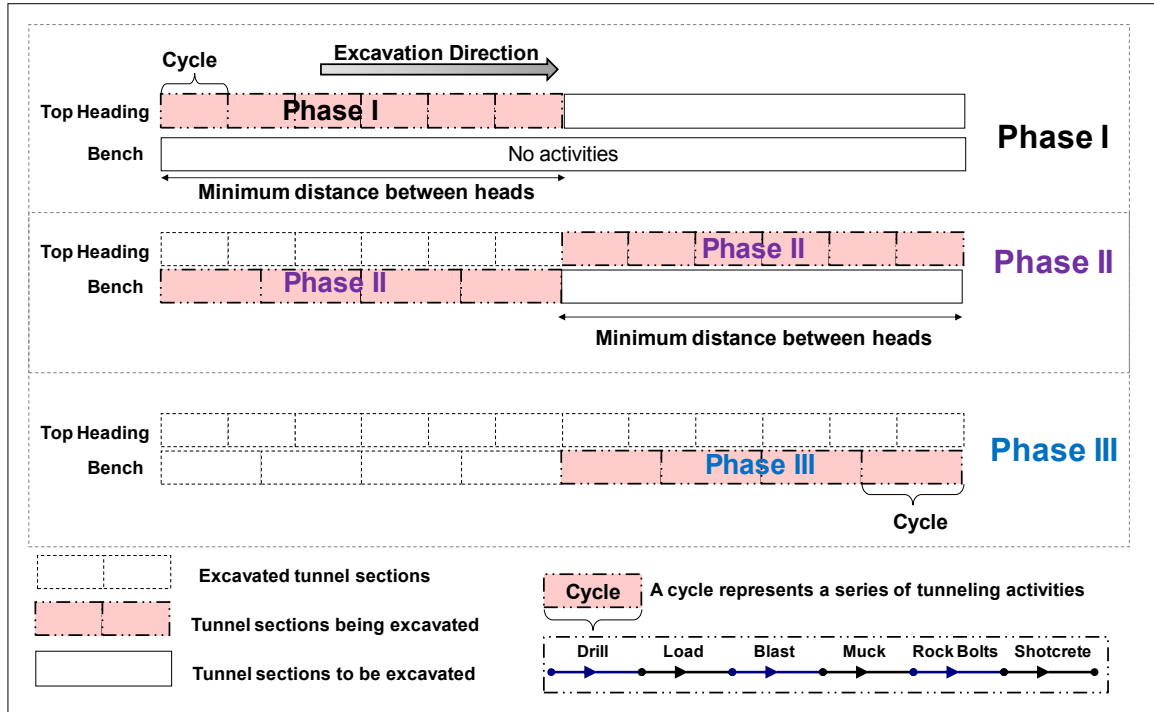 Excavation Direction
Cycle
Top Heading
Phase I
Bench
No activities
Phase I
Minimum distance between heads
Top Heading
Phase II
Phase II
Bench
Phase II
Minimum distance between heads
Top Heading
Bench
Phase III
Phase III
Cycle
Excavated tunnel sections
Tunnel sections being excavated
Tunnel sections to be excavated
Cycle
A cycle represents a series of tunneling activities
Drill Load Blast Muck Rock Bolts Shotcrete